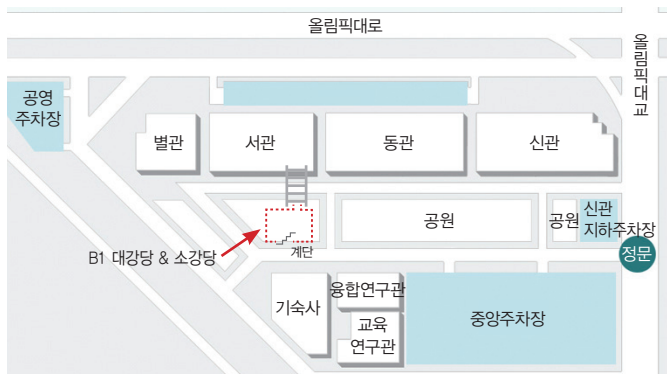 올림픽대로
올림픽대교
공영
주차장
별관
서관
동관
신관
공원
공원
신관
지하주차장
정문
B1 대강당 & 소강당
계단
기숙사
융합연구관
교육
연구관
중앙주차장